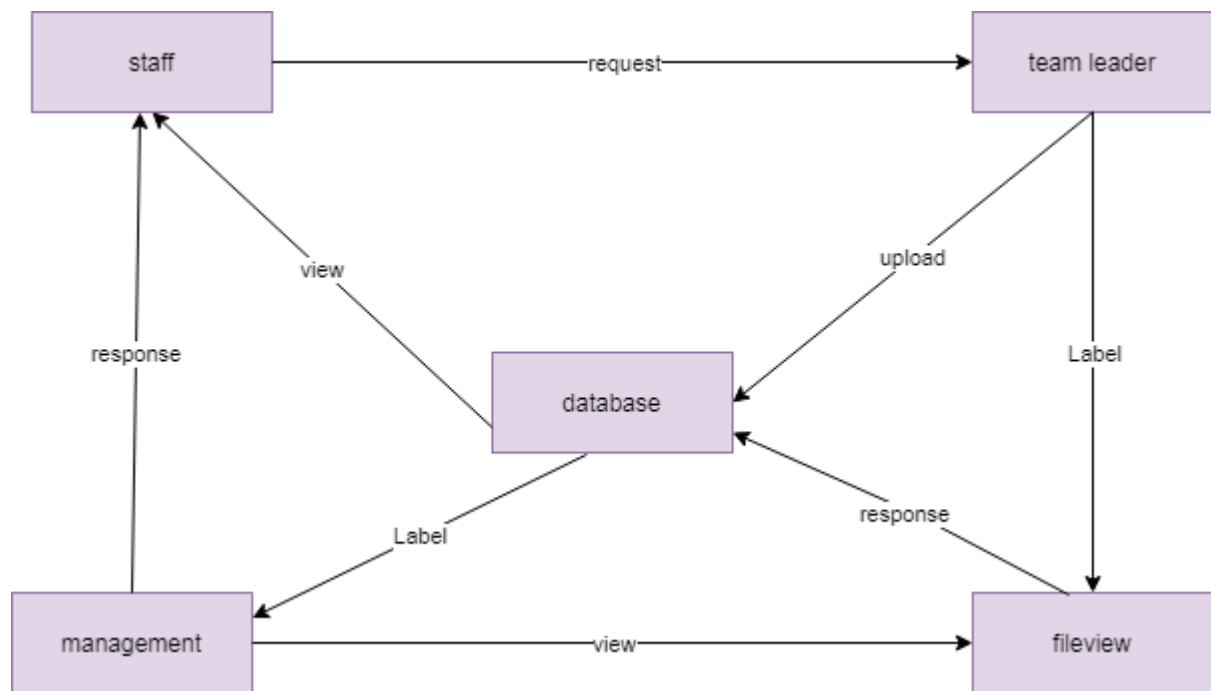 staff
request
team leader
view
upload
response
Label
database
response
Label
management
view
fileview